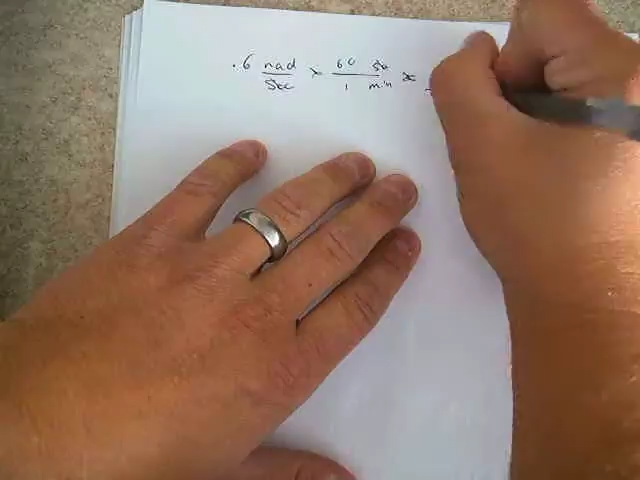 .6 rad/sec × 60 sec/1 min ×